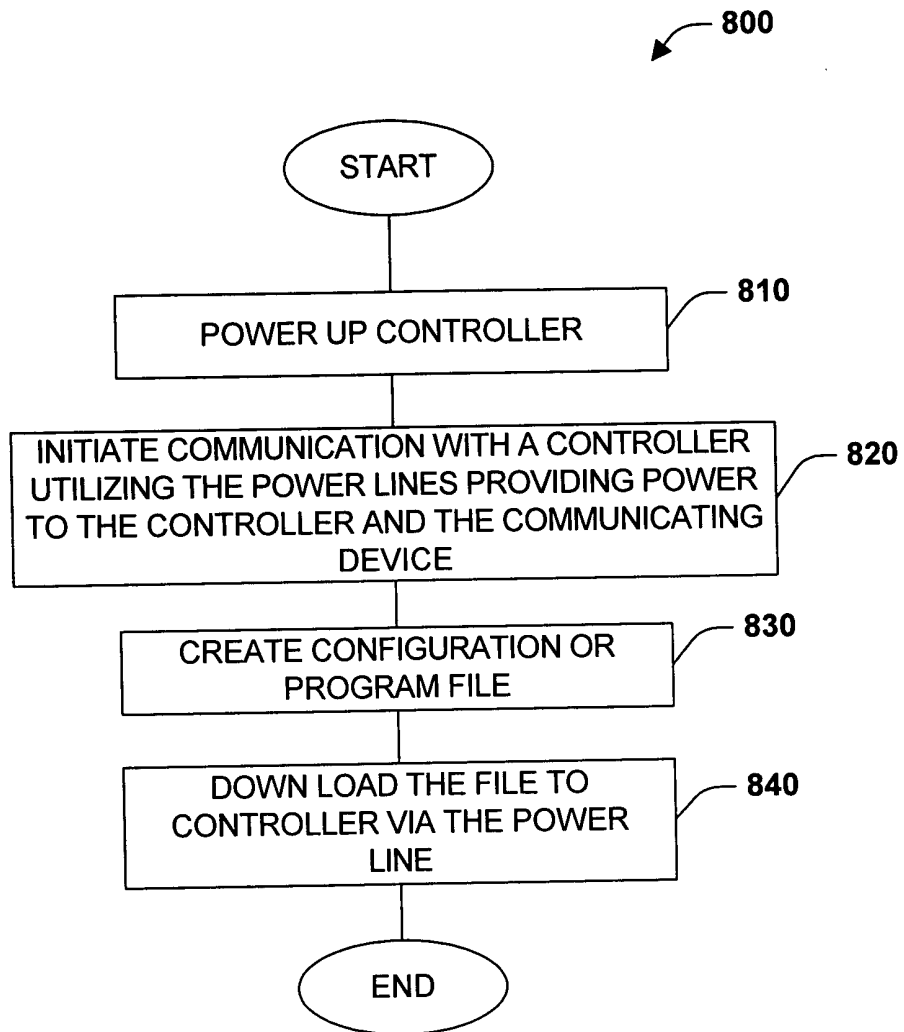 800
START
810
POWER UP CONTROLLER
INITIATE COMMUNICATION WITH A CONTROLLER
820
UTILIZING THE POWER LINES PROVIDING POWER
TO THE CONTROLLER AND THE COMMUNICATING
DEVICE
830
CREATE CONFIGURATION OR
PROGRAM FILE
840
DOWN LOAD THE FILE TO
CONTROLLER VIA THE POWER
LINE
END